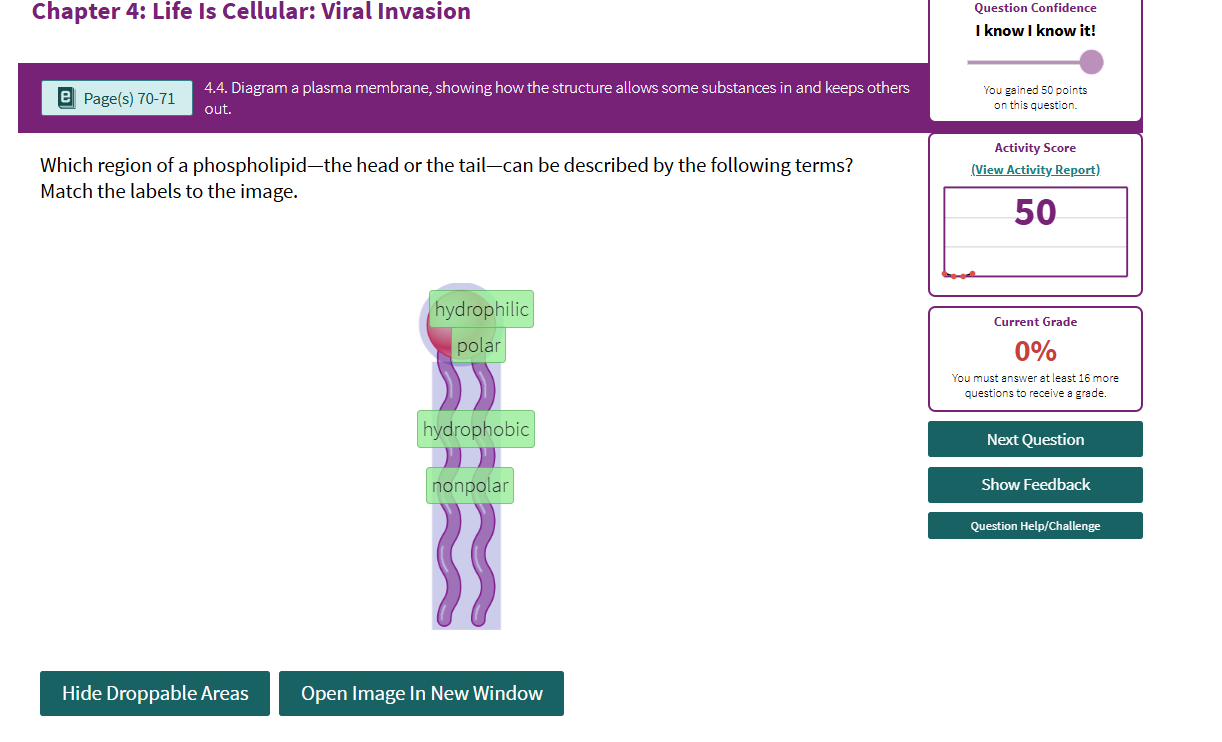 Chapter 4: Life Is Cellular: Viral Invasion
Page(s) 70-71
4.4. Diagram a plasma membrane, showing how the structure allows some substances in and keeps others
out.
Which region of a phospholipid—the head or the tail—can be described by the following terms?
Match the labels to the image.
hydrophilic
polar
hydrophobic
nonpolar
Hide Droppable Areas
Open Image In New Window
Question Confidence
I know I know it!
You gained 50 points
on this question.
Activity Score
(View Activity Report)
50
Current Grade
0%
You must answer at least 16 more
questions to receive a grade.
Next Question
Show Feedback
Question Help/Challenge